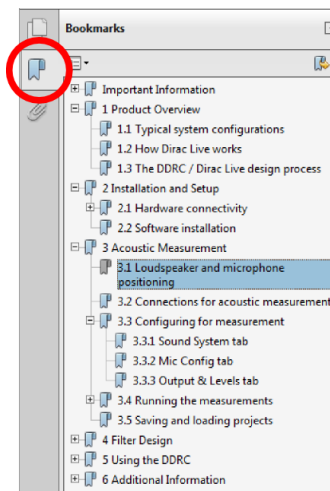 Bookmarks
Important Information
1 Product Overview
1.1 Typical system configurations
1.2 How Dirac Live works
1.3 The DDRC / Dirac Live design process
2 Installation and Setup
2.1 Hardware connectivity
2.2 Software installation
3 Acoustic Measurement
3.1 Loudspeaker and microphone
positioning
3.2 Connections for acoustic measurement
3.3 Configuring for measurement
3.3.1 Sound System tab
3.3.2 Mic Config tab
3.3.3 Output & Levels tab
3.4 Running the measurements
3.5 Saving and loading projects
4 Filter Design
5 Using the DDRC
6 Additional Information